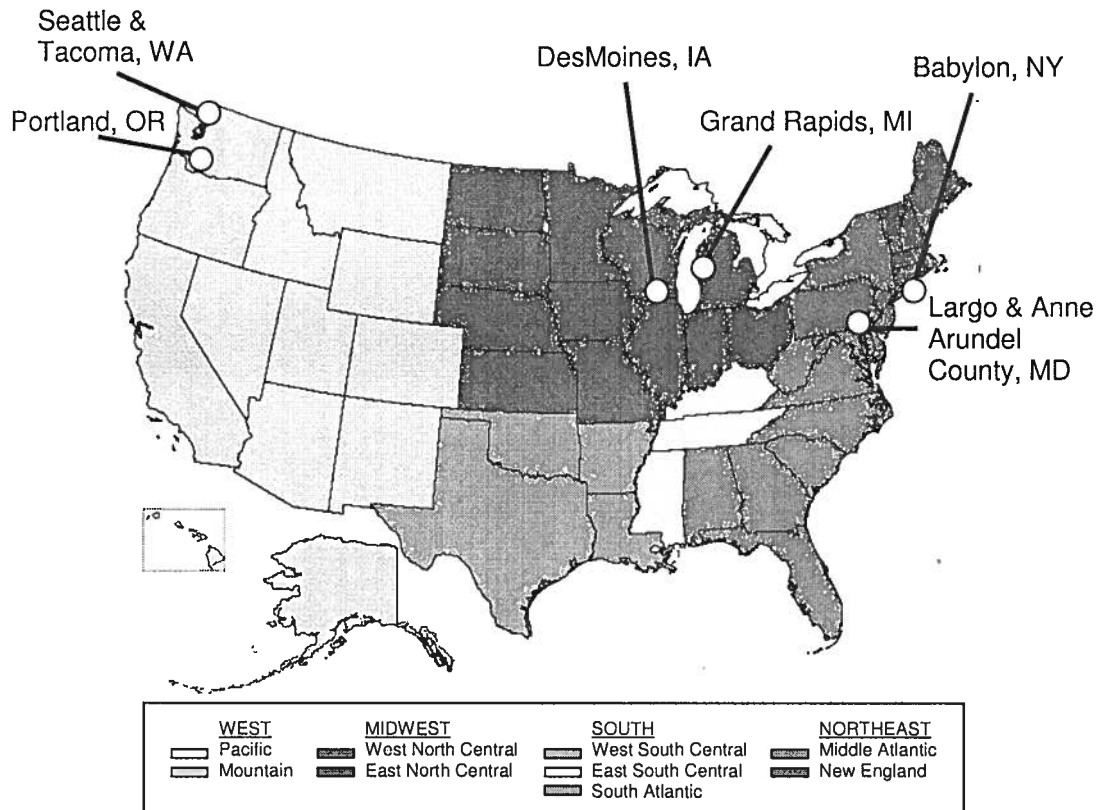 Seattle &
Tacoma, WA
Portland, OR
DesMoines, IA
Grand Rapids, MI
Babylon, NY
Largo & Anne
Arundel
County, MD
WEST
Pacific
Mountain
MIDWEST
West North Central
East North Central
SOUTH
West South Central
East South Central
South Atlantic
NORTHEAST
Middle Atlantic
New England